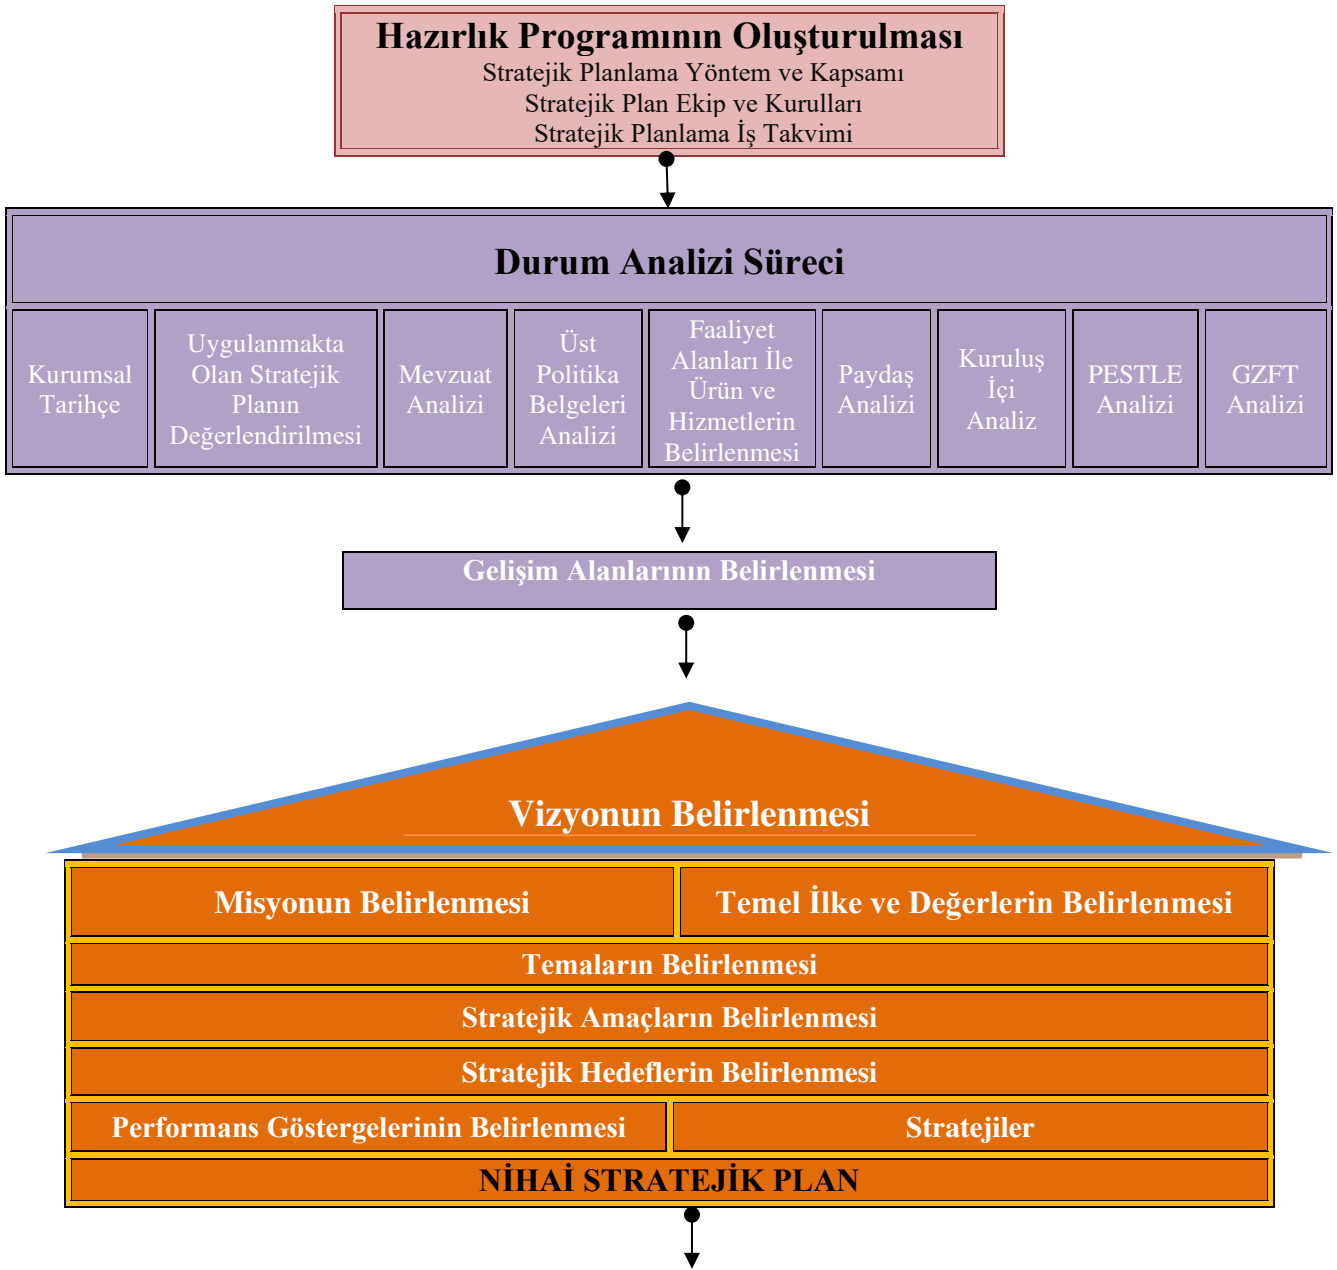 Hazırlık Programının Oluşturulması
Stratejik Planlama Yöntem ve Kapsamı
Stratejik Plan Ekip ve Kurulları
Stratejik Planlama İş Takvimi
Durum Analizi Süreci
Kurumsal
Tarihçe
Uygulanmakta
Olan Stratejik
Planın
Değerlendirilmesi
Mevzuat
Analizi
Üst
Politika
Belgeleri
Analizi
Faaliyet
Alanları İle
Ürün ve
Hizmetlerin
Belirlenmesi
Paydaş
Analizi
Kuruluş
İçi
Analiz
PESTLE
Analizi
GZFT
Analizi
Gelişim Alanlarının Belirlenmesi
Vizyonun Belirlenmesi
Misyonun Belirlenmesi
Temel İlke ve Değerlerin Belirlenmesi
Temaların Belirlenmesi
Stratejik Amaçların Belirlenmesi
Stratejik Hedeflerin Belirlenmesi
Performans Göstergelerinin Belirlenmesi
Stratejiler
NİHAİ STRATEJİK PLAN